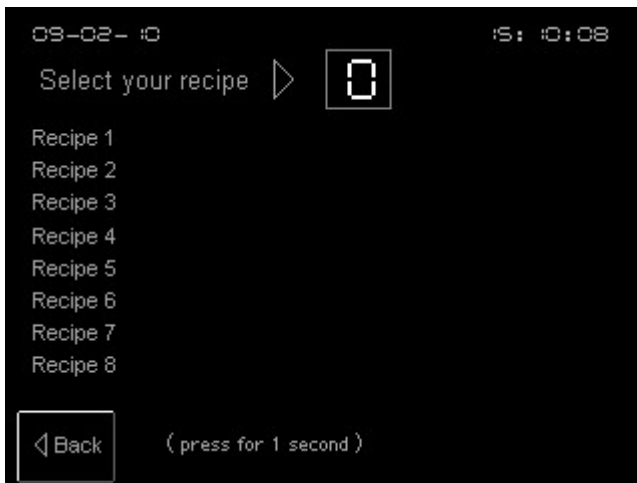 09-02-10 15:10:08
Select your recipe 0
Recipe 1
Recipe 2
Recipe 3
Recipe 4
Recipe 5
Recipe 6
Recipe 7
Recipe 8
Back (press for 1 second)